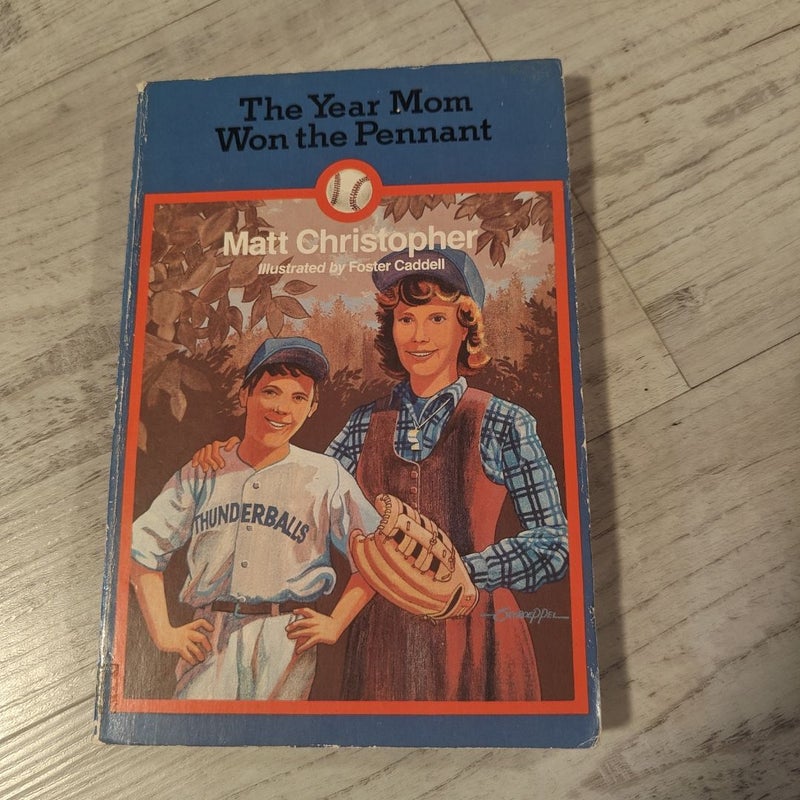 The Year Mom
Won the Pennant
Matt Christopher
Illustrated by Foster Caddell
THUNDERBALLS